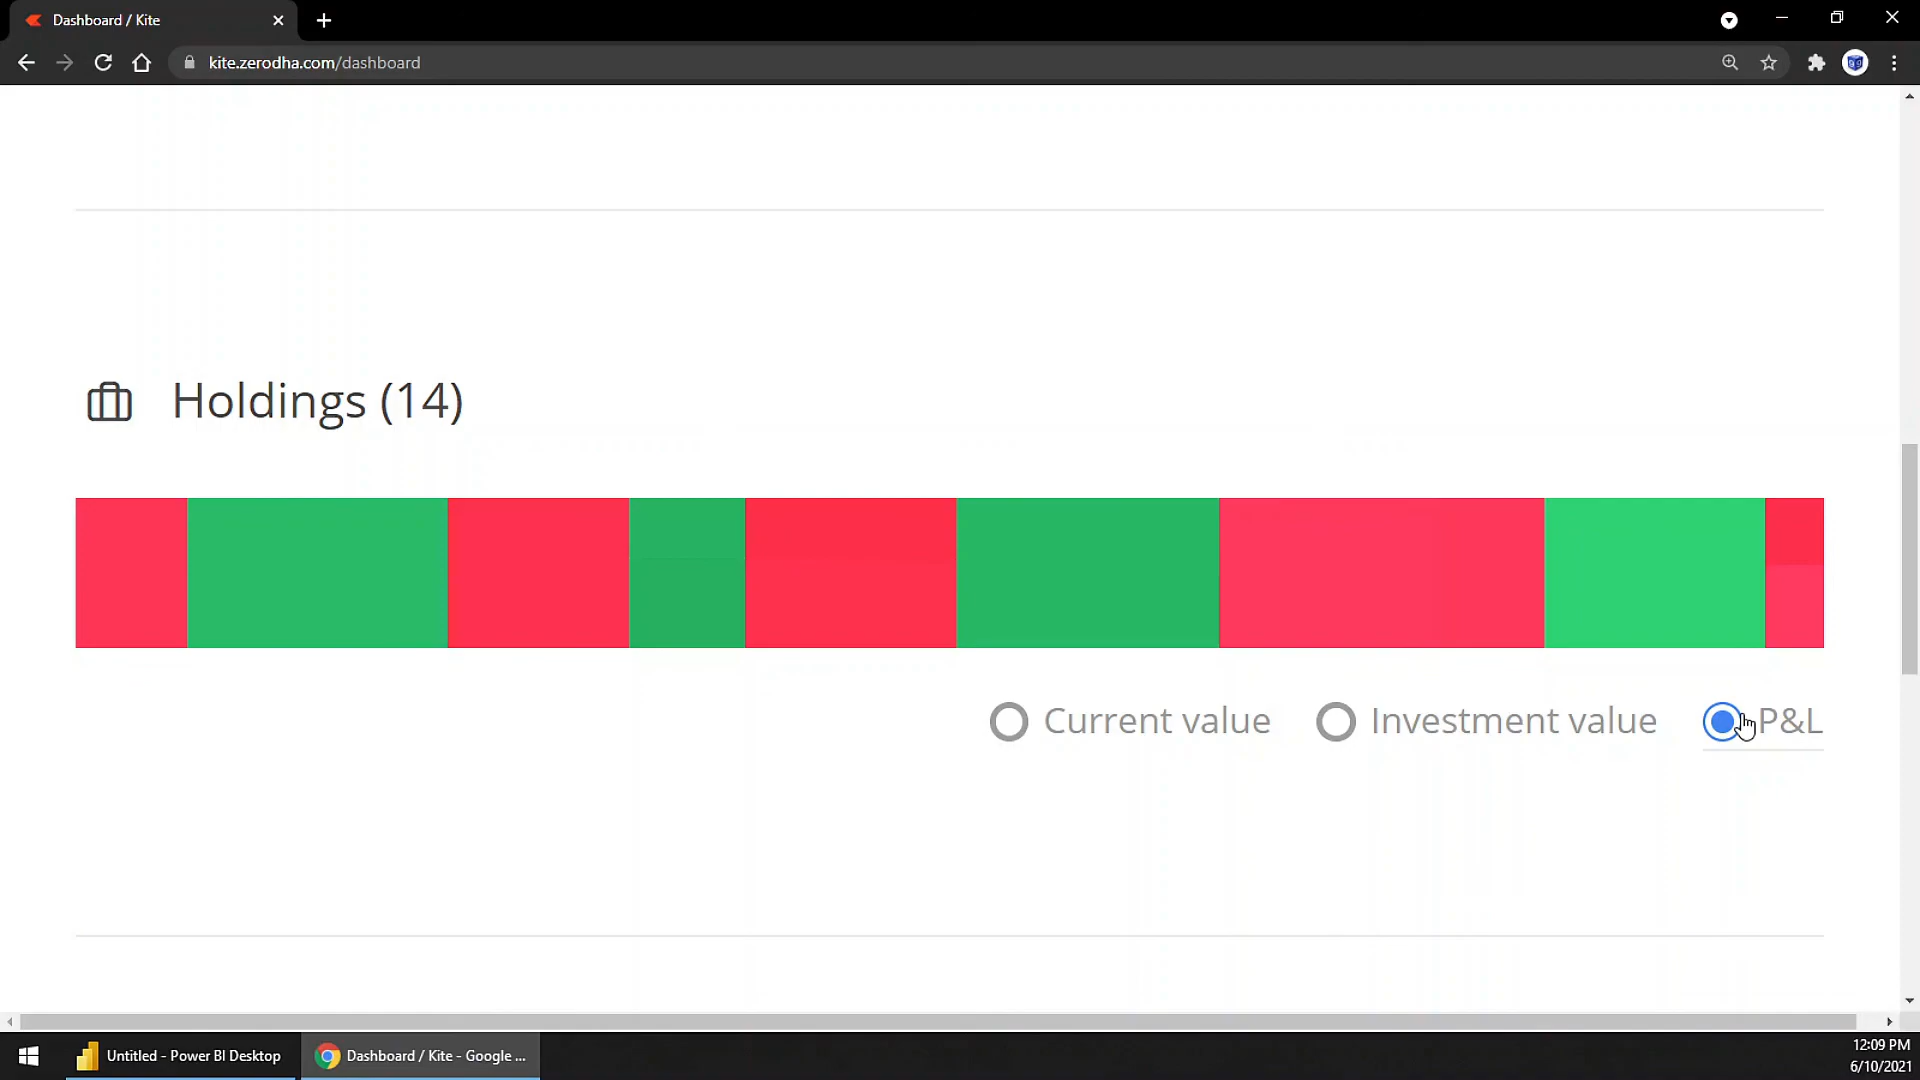 Dashboard / Kite
kite.zerodha.com/dashboard
Holdings (14)
Current value
Investment value
P&L
Untitled - Power BI Desktop
Dashboard / Kite - Google ...
12:09 PM
6/10/2021